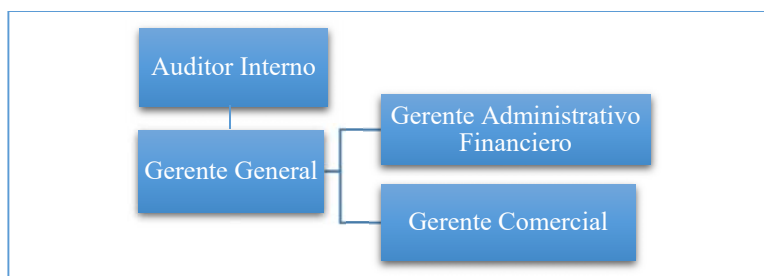 Auditor Interno
Gerente General
Gerente Administrativo
Financiero
Gerente Comercial